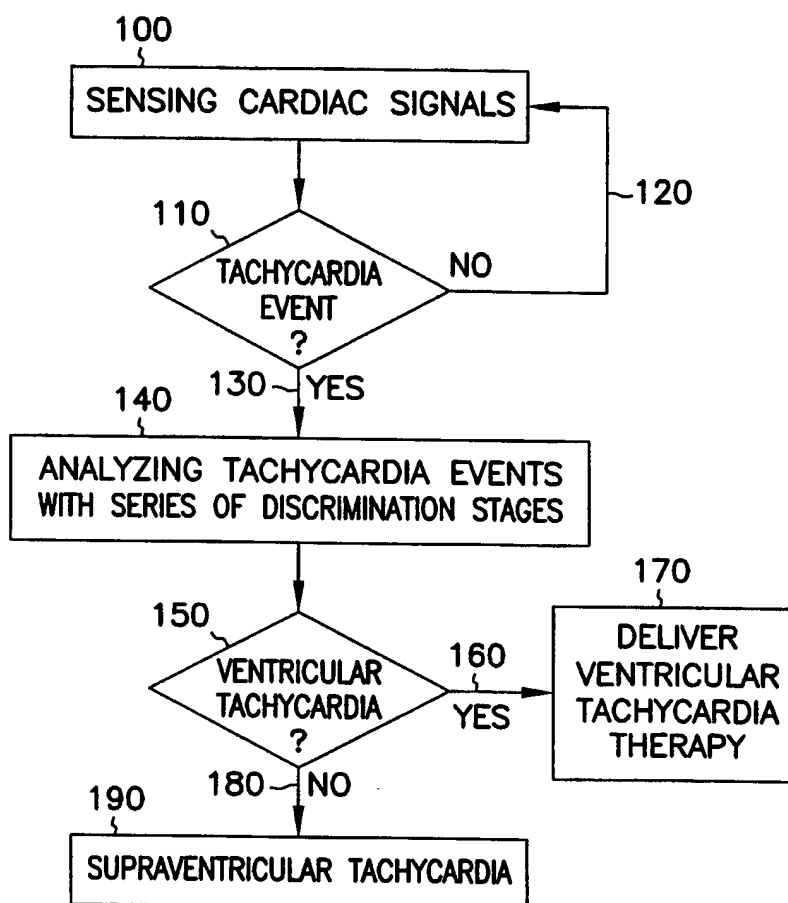 100
SENSING CARDIAC SIGNALS
120
110
TACHYCARDIA
EVENT
?
NO
130
YES
140
ANALYZING TACHYCARDIA EVENTS
WITH SERIES OF DISCRIMINATION STAGES
150
VENTRICULAR
TACHYCARDIA
?
160
YES
170
DELIVER
VENTRICULAR
TACHYCARDIA
THERAPY
180
NO
190
SUPRAVENTRICULAR TACHYCARDIA